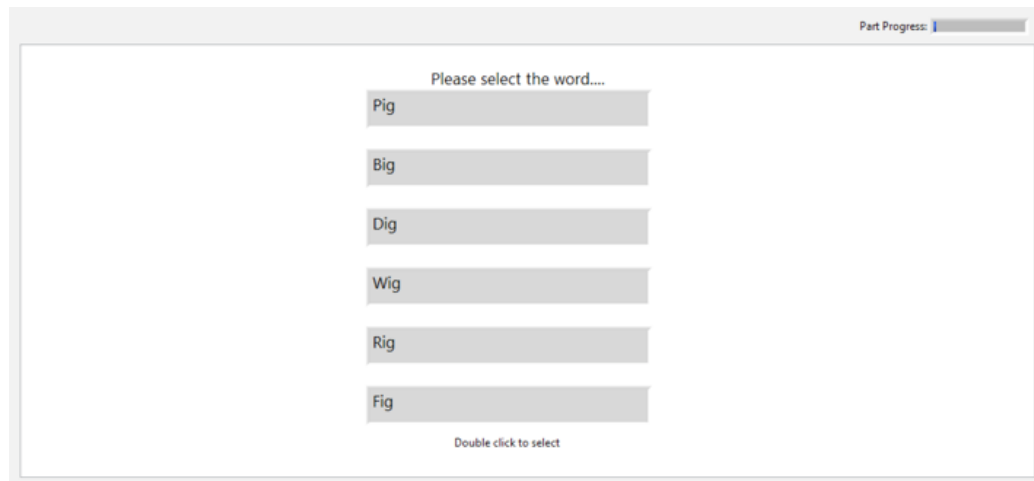 Part Progress:
Please select the word....
Pig
Big
Dig
Wig
Rig
Fig
Double click to select